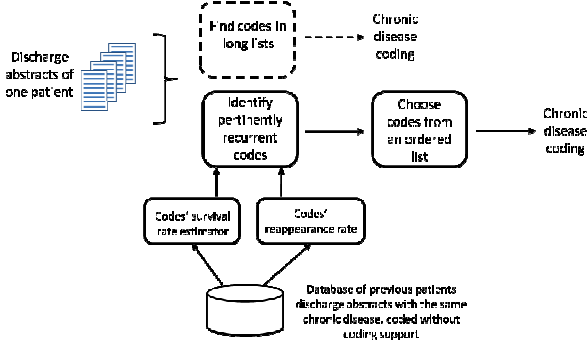 Discharge
abstracts of
one patient
Find codes in
long lists
Chronic
disease
coding
Identify
pertinently
recurrent
codes
Choose
codes from
an ordered
list
Chronic
disease
coding
Codes' survival
rate estimator
Codes'
reappearance rate
Database of previous patients
discharge abstracts with the same
chronic disease, coded without
coding support